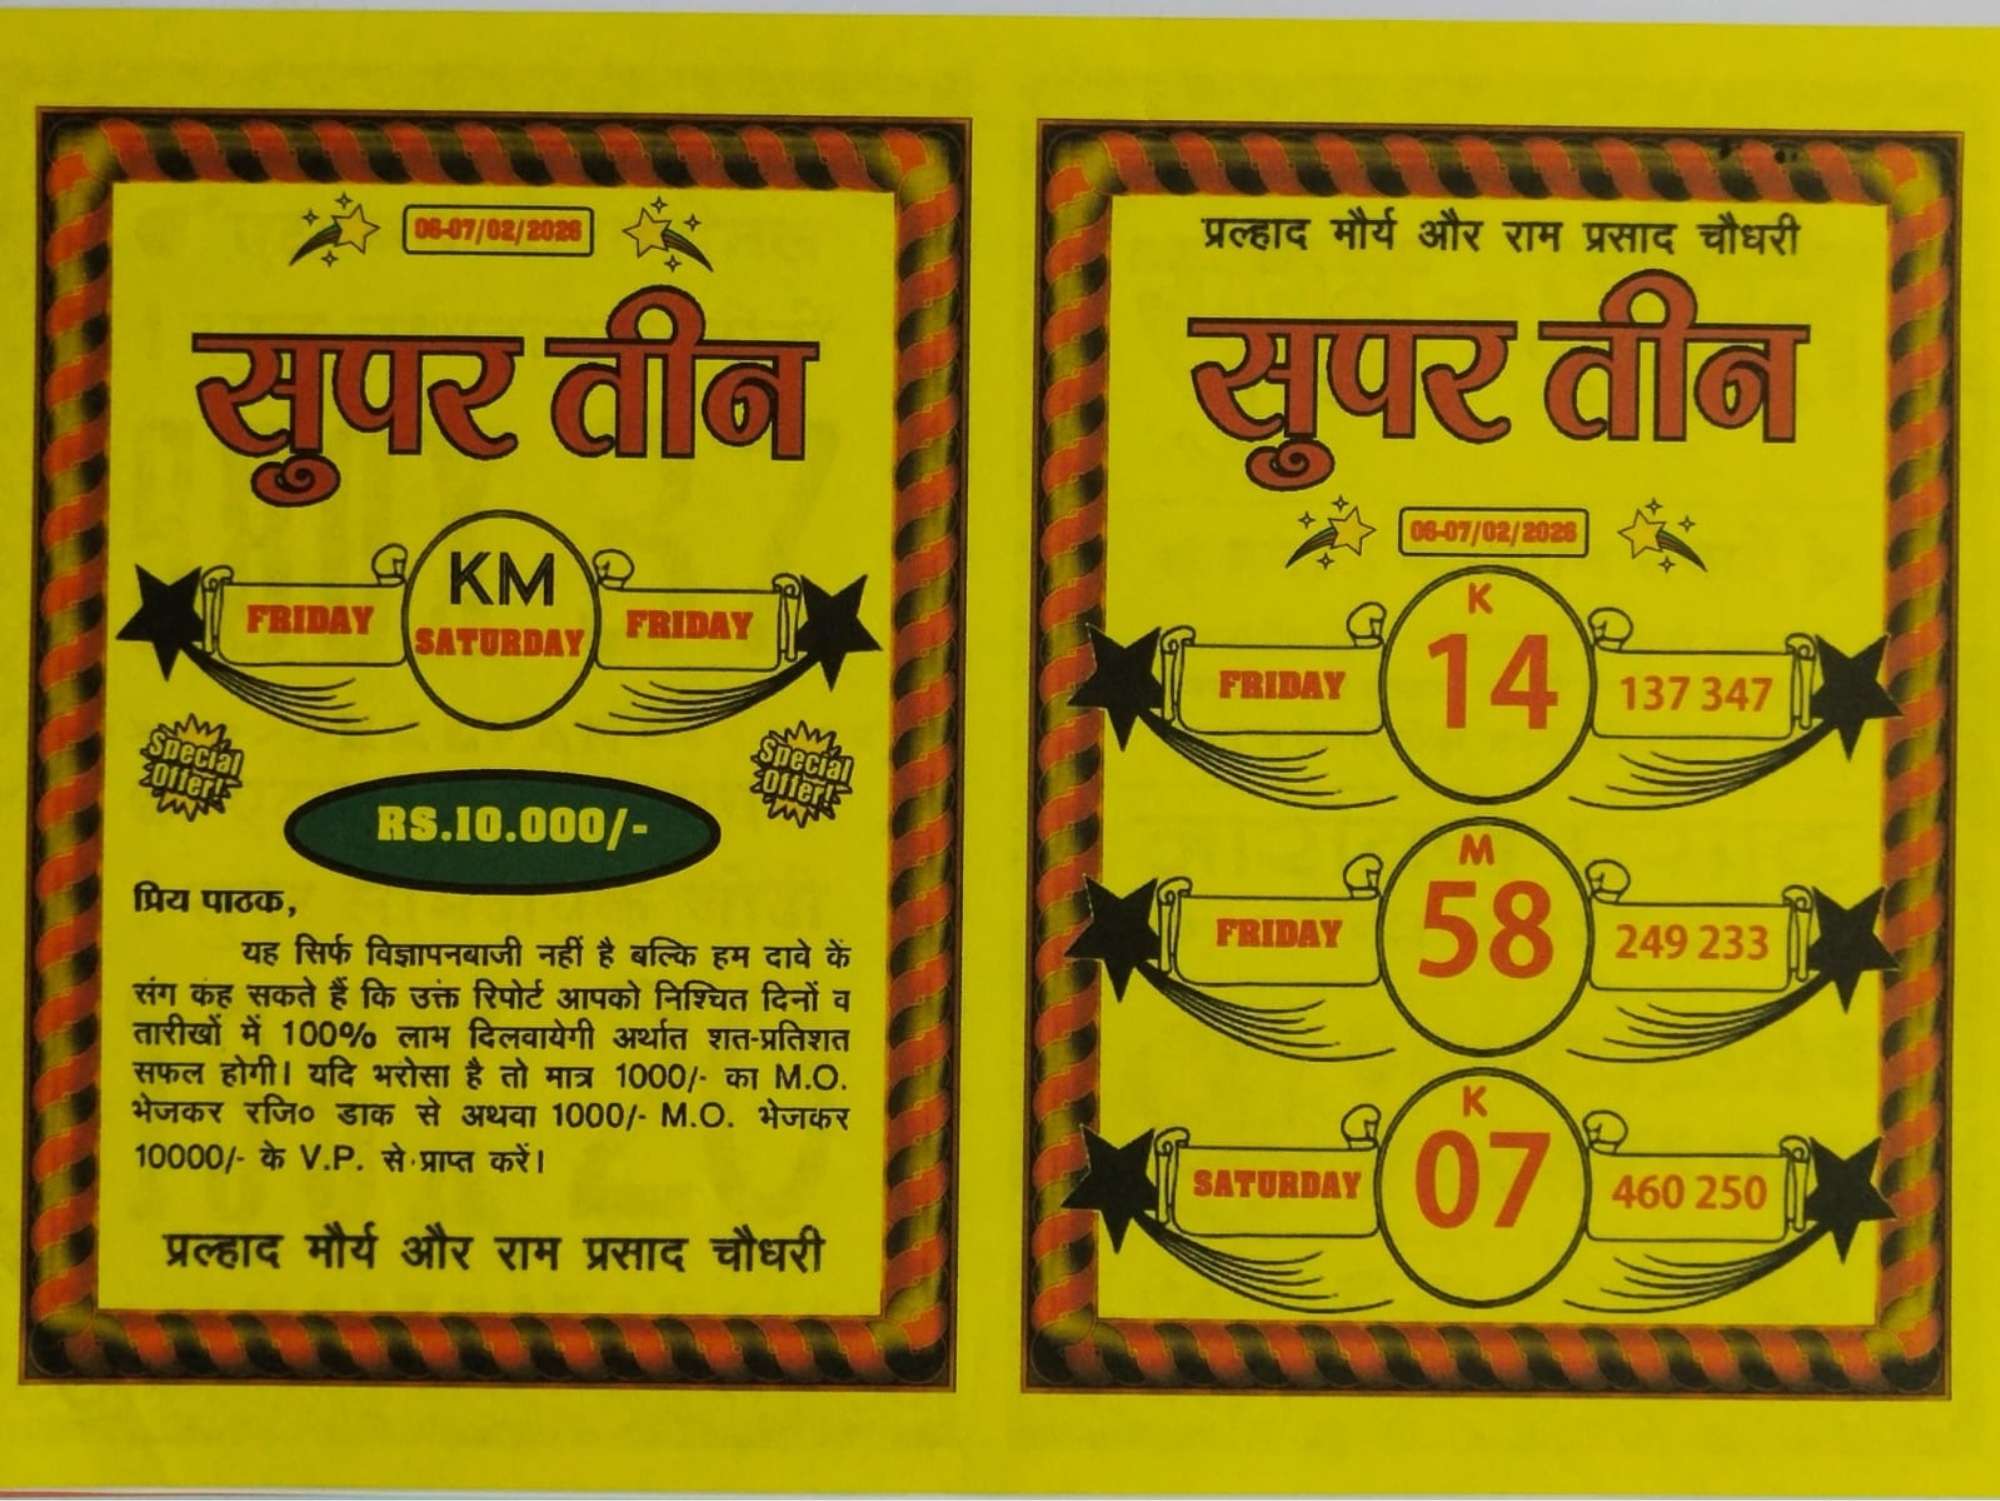 06-07/02/2026
सुपर तीन
KM
FRIDAY SATURDAY FRIDAY
Special Offer!
Special Offer!
RS.10.000/-
प्रिय पाठक,
यह सिर्फ विज्ञापनबाजी नहीं है बल्कि हम दावे के
संग कह सकते हैं कि उक्त रिपोर्ट आपको निश्चित दिनों व
तारीखों में 100% लाभ दिलवायेगी अर्थात शत-प्रतिशत
सफल होगी। यदि भरोसा है तो मात्र 1000/- का M.O.
भेजकर रजि० डाक से अथवा 1000/- M.O. भेजकर
10000/- के V.P. से प्राप्त करें।
प्रल्हाद मौर्य और राम प्रसाद चौधरी
प्रल्हाद मौर्य और राम प्रसाद चौधरी
सुपर तीन
06-07/02/2026
K
FRIDAY 14 137 347
M
FRIDAY 58 249 233
K
SATURDAY 07 460 250